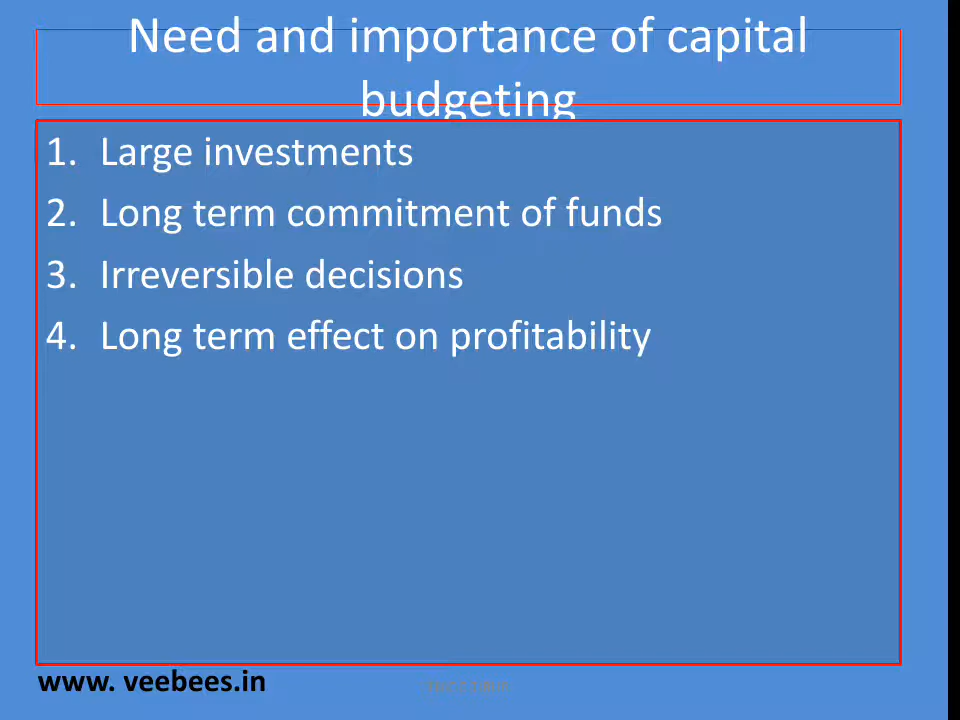 Need and importance of capital
budgeting
1. Large investments
2. Long term commitment of funds
3. Irreversible decisions
4. Long term effect on profitability
www. veebees.in